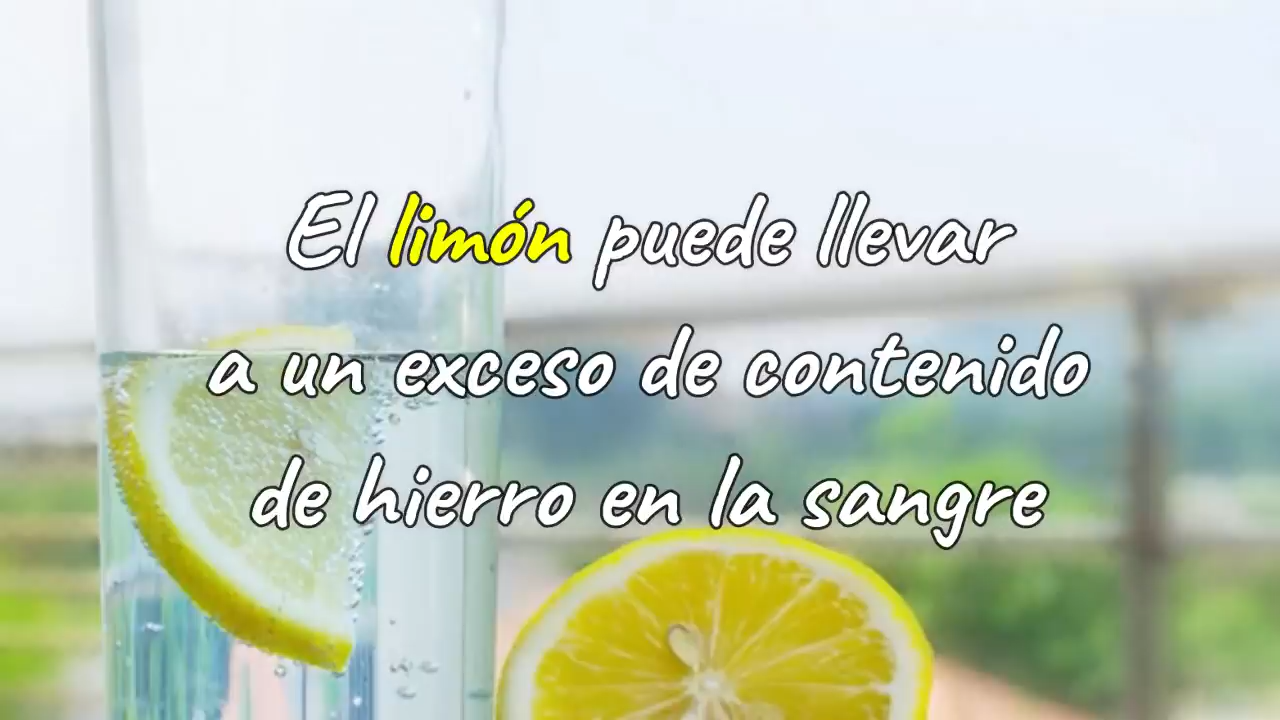 El limón puede llevar
a un exceso de contenido
de hierro en la sangre